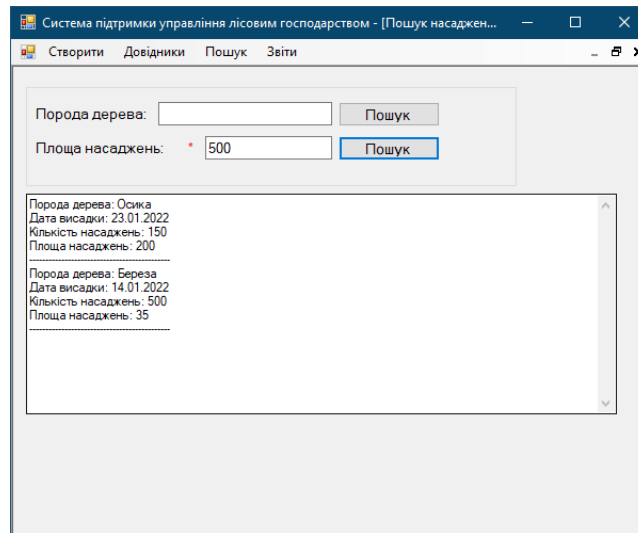 Система підтримки управління лісовим господарством - [Пошук насаджен...
Створити Довідники Пошук Звіти
Порода дерева: Пошук
Площа насаджень: * 500 Пошук
Порода дерева: Осика
Дата висадки: 23.01.2022
Кількість насаджень: 150
Площа насаджень: 200
--------------------------------------------
Порода дерева: Береза
Дата висадки: 14.01.2022
Кількість насаджень: 500
Площа насаджень: 35
--------------------------------------------